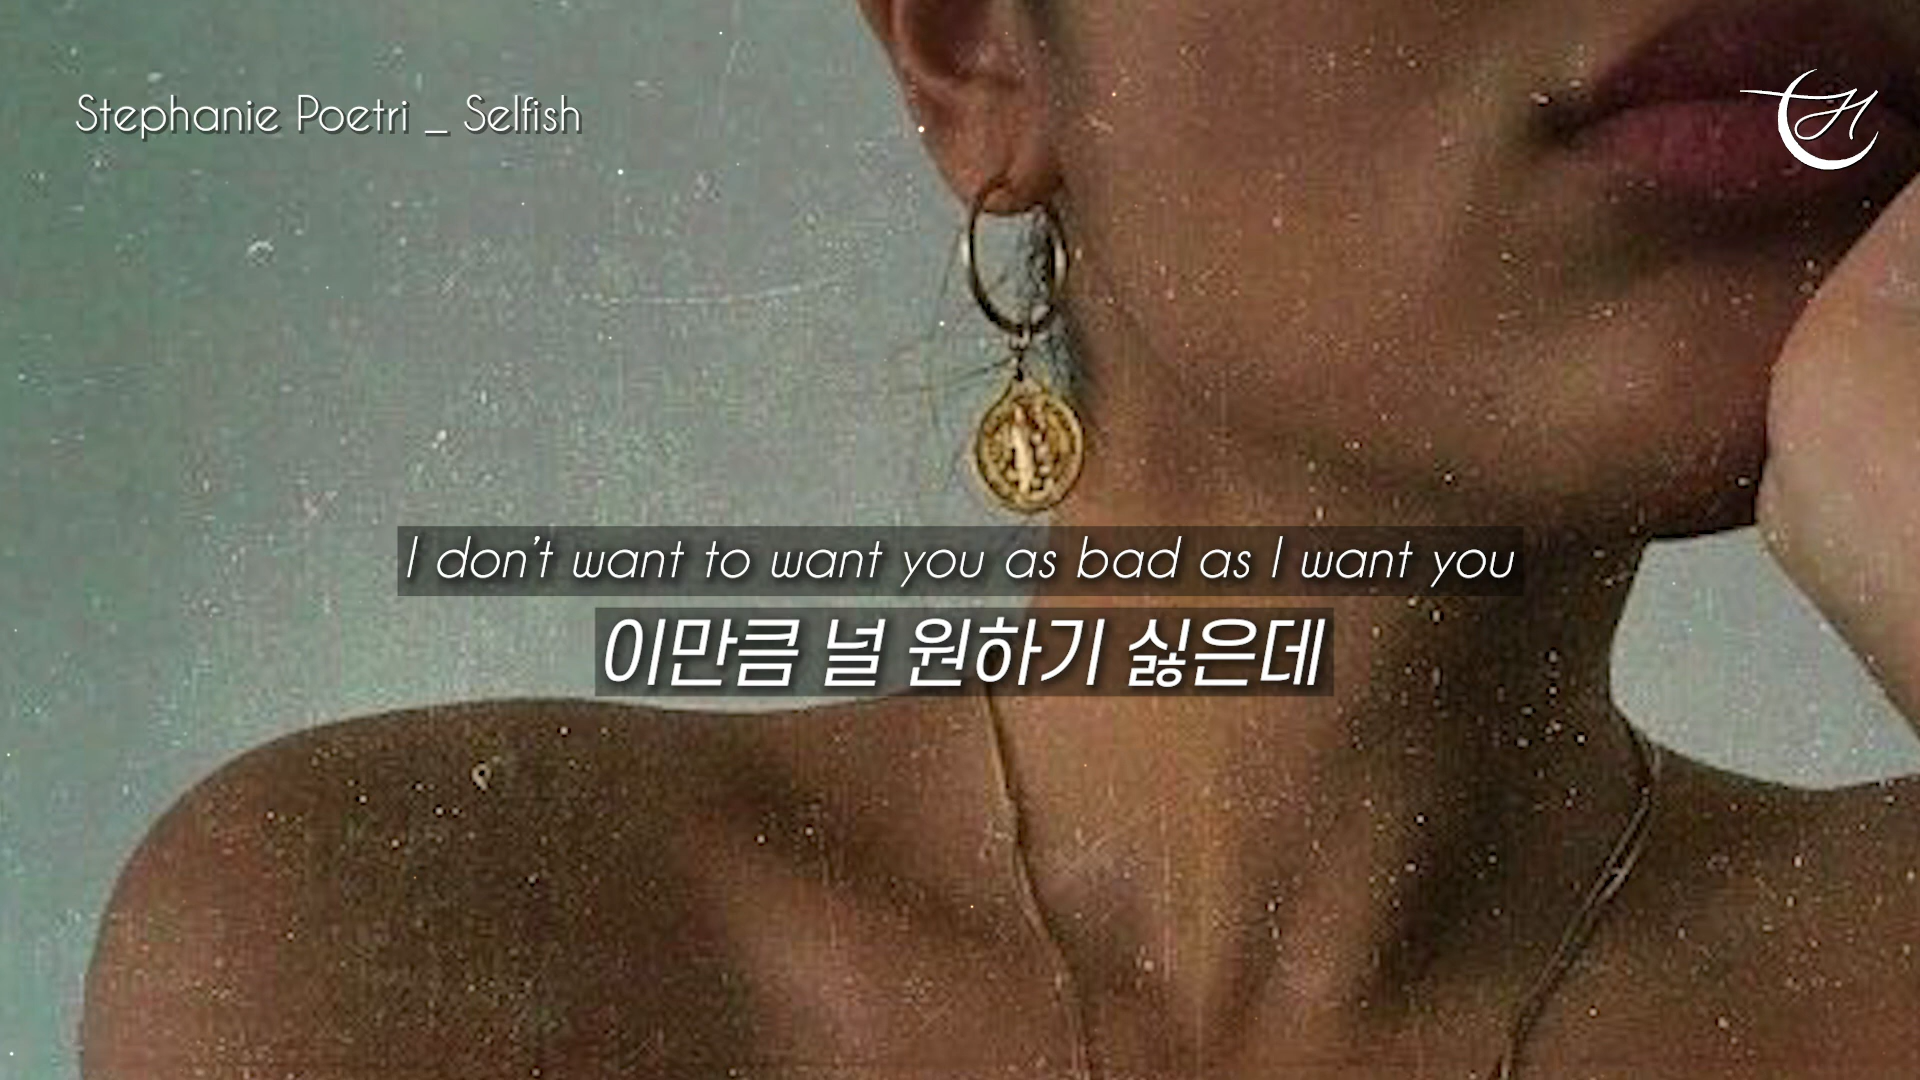 Stephanie Poetri _ Selfish
I don't want to want you as bad as I want you
이만큼 널 원하기 싫은데